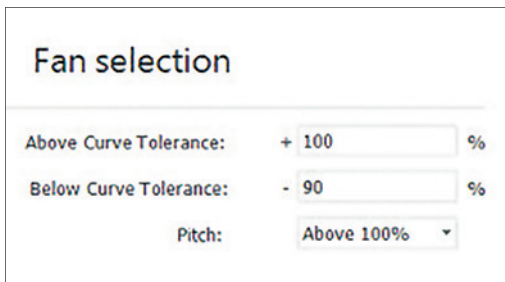 Fan selection
Above Curve Tolerance: + 100 %
Below Curve Tolerance: - 90 %
Pitch: Above 100%